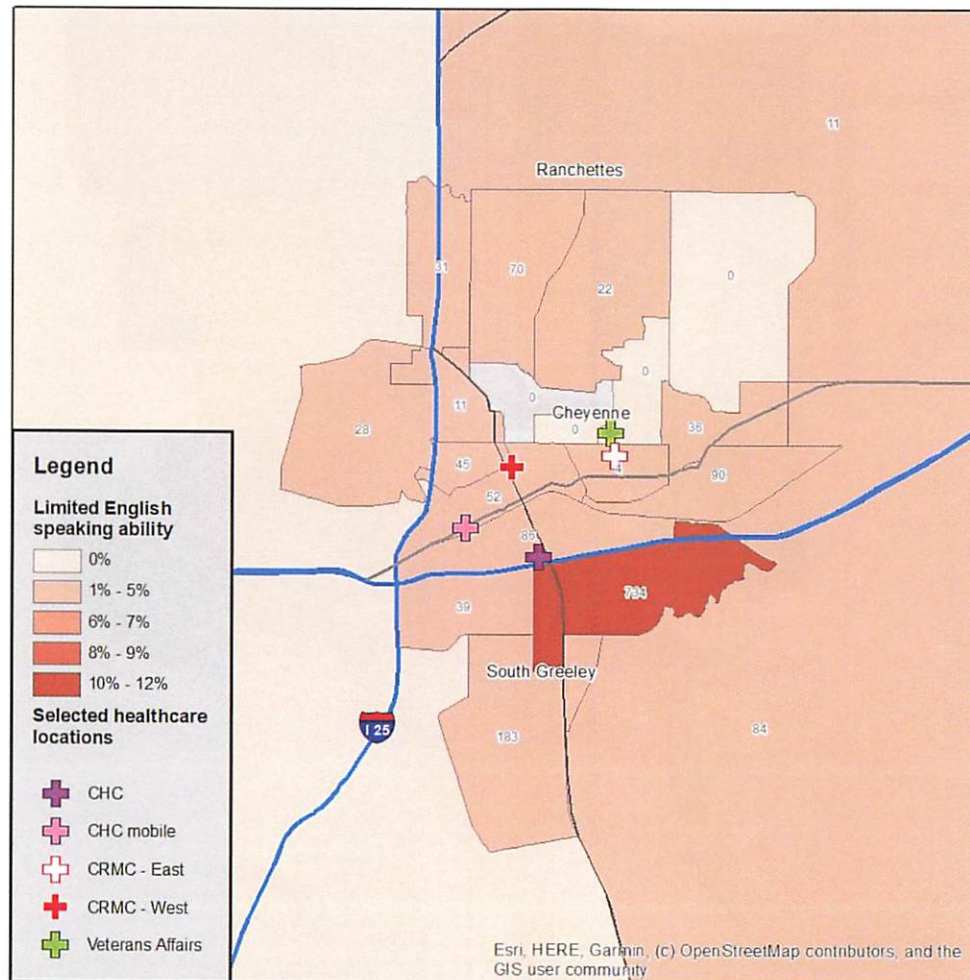 11
Ranchettes
31
70
22
0
0
0
11
Cheyenne
0
36
28
45
4
90
52
86
734
39
South Greeley
183
84
I 25
Legend
Limited English
speaking ability
0%
1% - 5%
6% - 7%
8% - 9%
10% - 12%
Selected healthcare
locations
CHC
CHC mobile
CRMC - East
CRMC - West
Veterans Affairs
Esri, HERE, Garmin, (c) OpenStreetMap contributors, and the
GIS user community